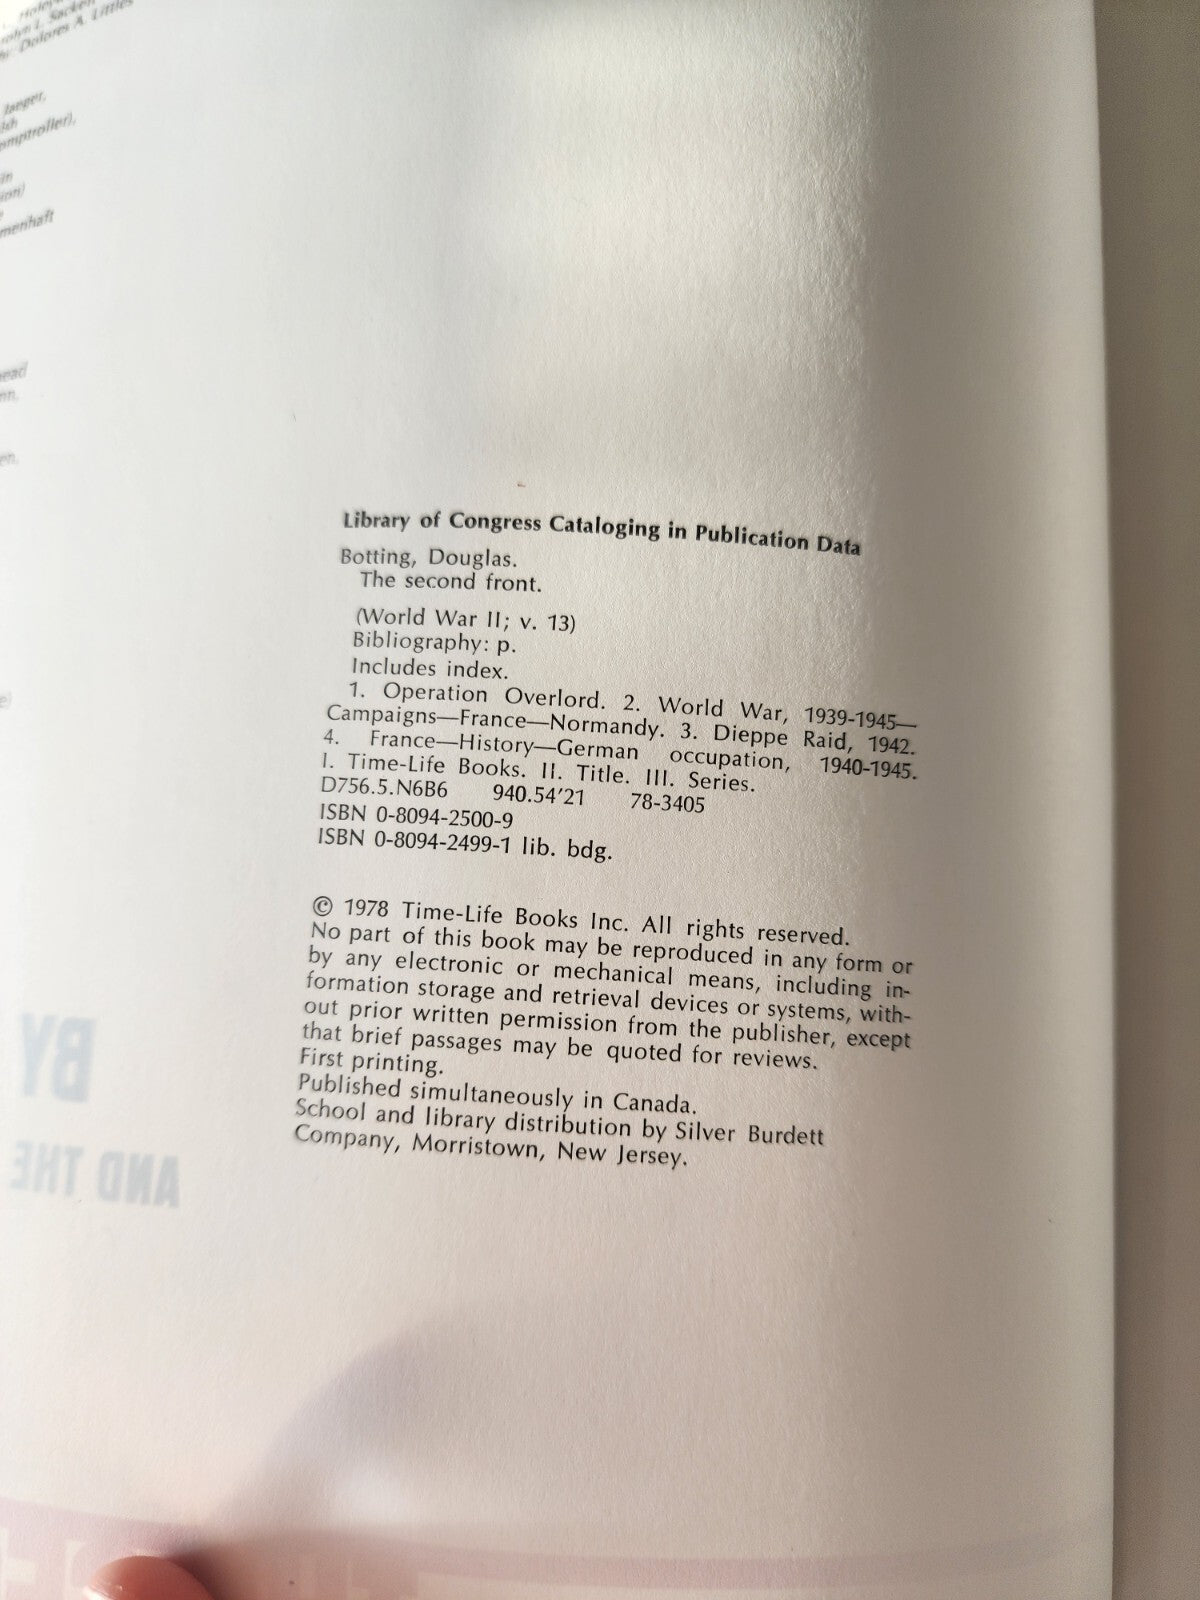 Dolores A. Littles
Jaeger,
menhaft
Library of Congress Cataloging in Publication Data
Botting, Douglas.
The second front.
(World War II; v. 13)
Bibliography: p.
Includes index.
1. Operation Overlord. 2. World War, 1939-1945—
Campaigns—France—Normandy. 3. Dieppe Raid, 1942.
4. France—History—German occupation, 1940-1945.
I. Time-Life Books. II. Title. III. Series.
D756.5.N6B6 940.54'21 78-3405
ISBN 0-8094-2500-9
ISBN 0-8094-2499-1 lib. bdg.
© 1978 Time-Life Books Inc. All rights reserved.
No part of this book may be reproduced in any form or
by any electronic or mechanical means, including in-
formation storage and retrieval devices or systems, with-
out prior written permission from the publisher, except
that brief passages may be quoted for reviews.
First printing.
Published simultaneously in Canada.
School and library distribution by Silver Burdett
Company, Morristown, New Jersey.
BY
AND THE